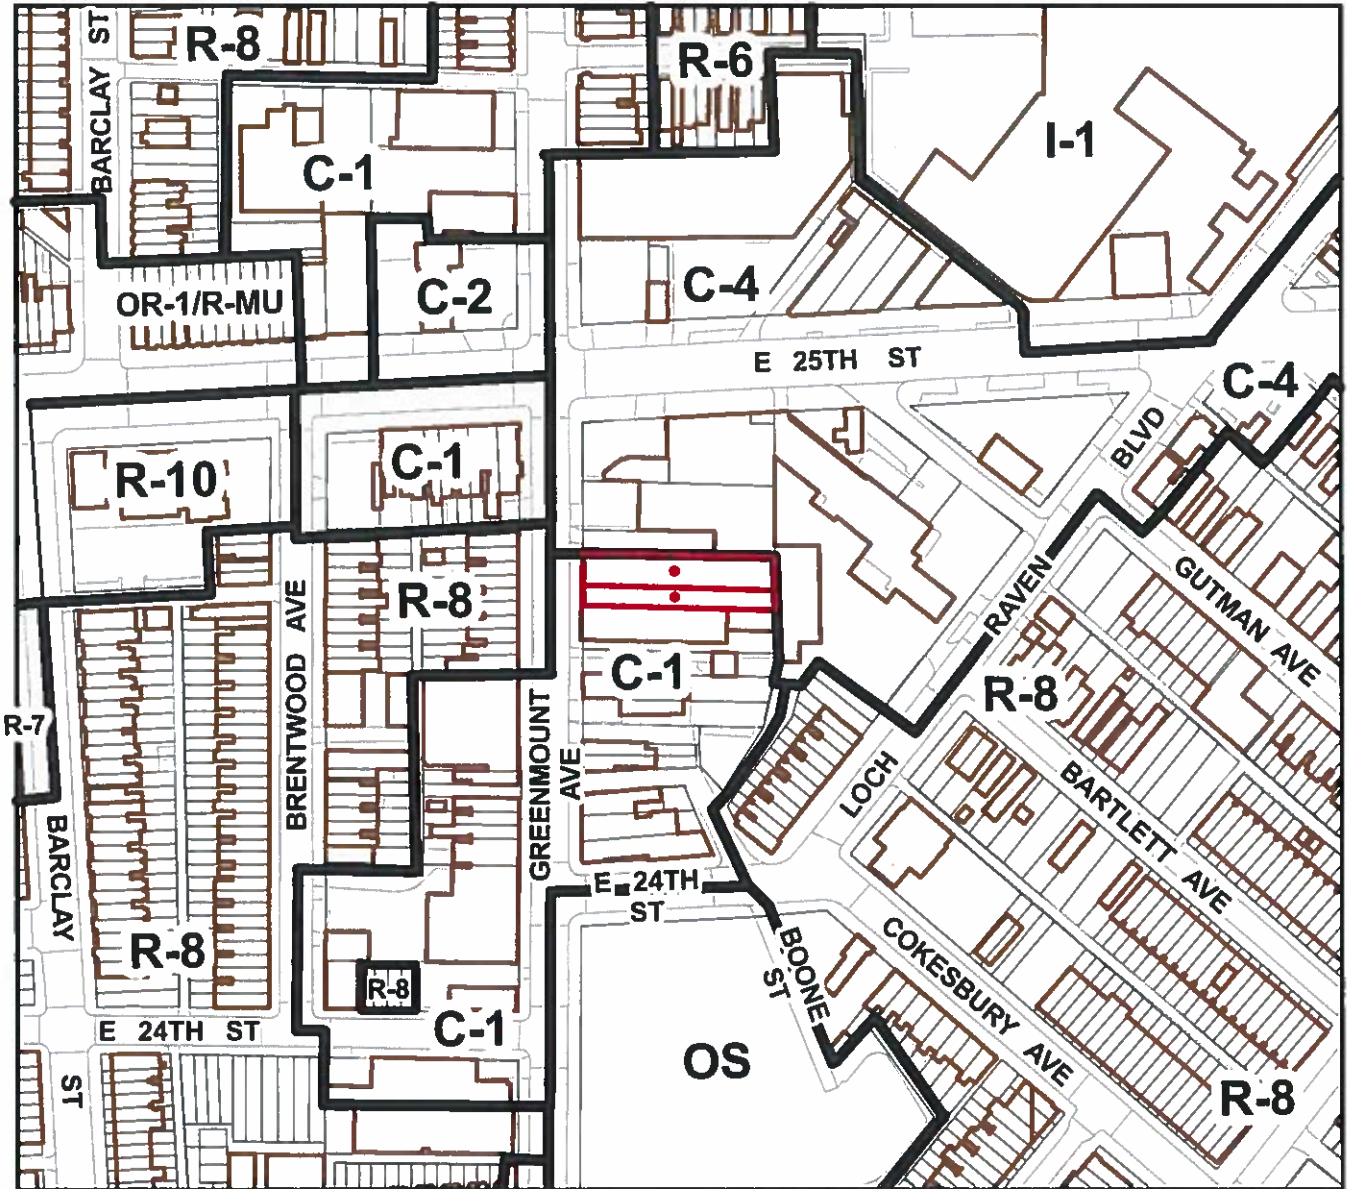 ST
R-8
R-6
BARCLAY
I-1
C-1
C-2
C-4
OR-1/R-MU
E 25TH ST
C-4
BLVD
R-10
C-1
RAVEN
GUTMAN AVE
BRENTWOOD AVE
R-8
C-1
R-8
R-7
GREENMOUNT
AVE
LOCH
BARTLETT AVE
BARCLAY
E 24TH
ST
R-8
BOONE
ST
COKESBURY AVE
R-8
E 24TH ST
C-1
OS
ST
R-8